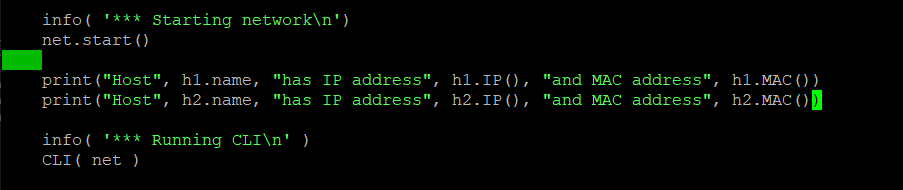 info( '*** Starting network\n')
net.start()
print("Host", h1.name, "has IP address", h1.IP(), "and MAC address", h1.MAC())
print("Host", h2.name, "has IP address", h2.IP(), "and MAC address", h2.MAC())
info( '*** Running CLI\n' )
CLI( net )